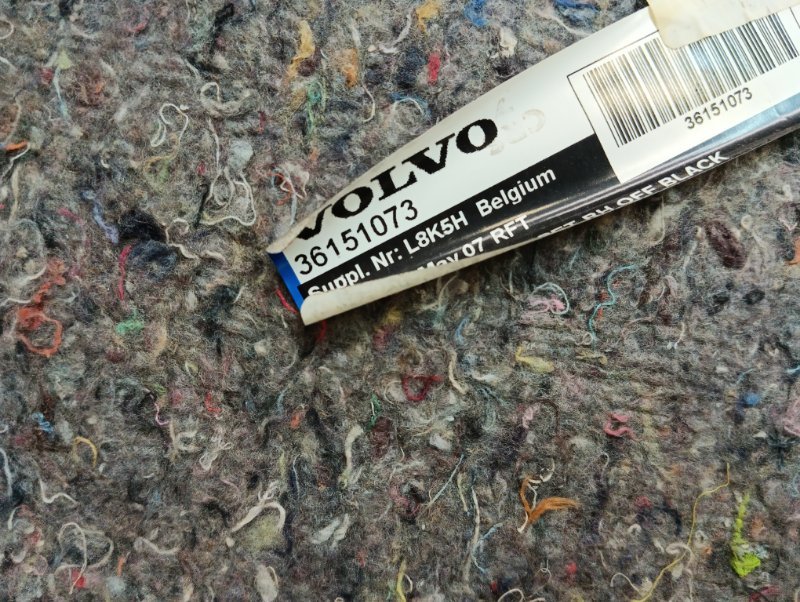 VOLVO
36151073
36151073
Suppl. Nr: L8K5H Belgium
May 07 RFT
RH OFF BLACK